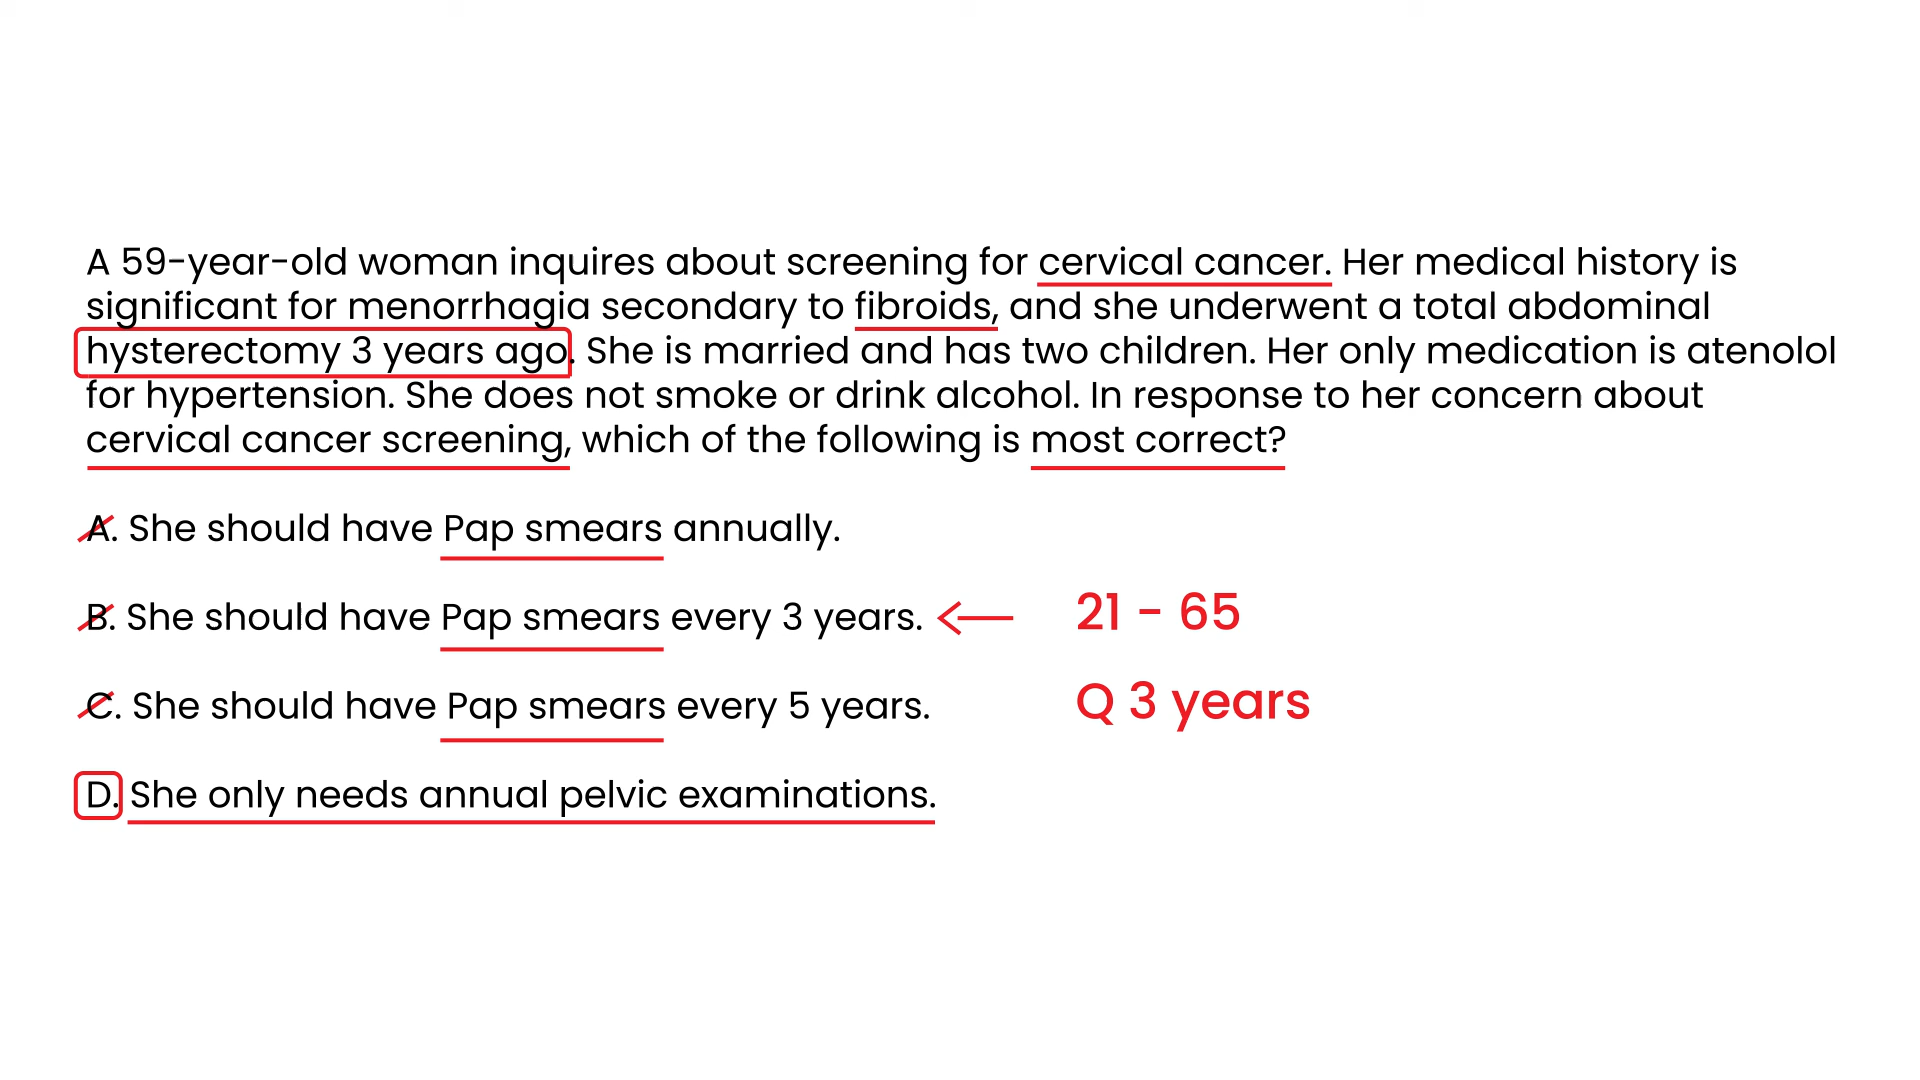 A 59-year-old woman inquires about screening for cervical cancer. Her medical history is
significant for menorrhagia secondary to fibroids, and she underwent a total abdominal
hysterectomy 3 years ago. She is married and has two children. Her only medication is atenolol
for hypertension. She does not smoke or drink alcohol. In response to her concern about
cervical cancer screening, which of the following is most correct?
A. She should have Pap smears annually.
B. She should have Pap smears every 3 years.
21 - 65
C. She should have Pap smears every 5 years.
Q 3 years
D. She only needs annual pelvic examinations.